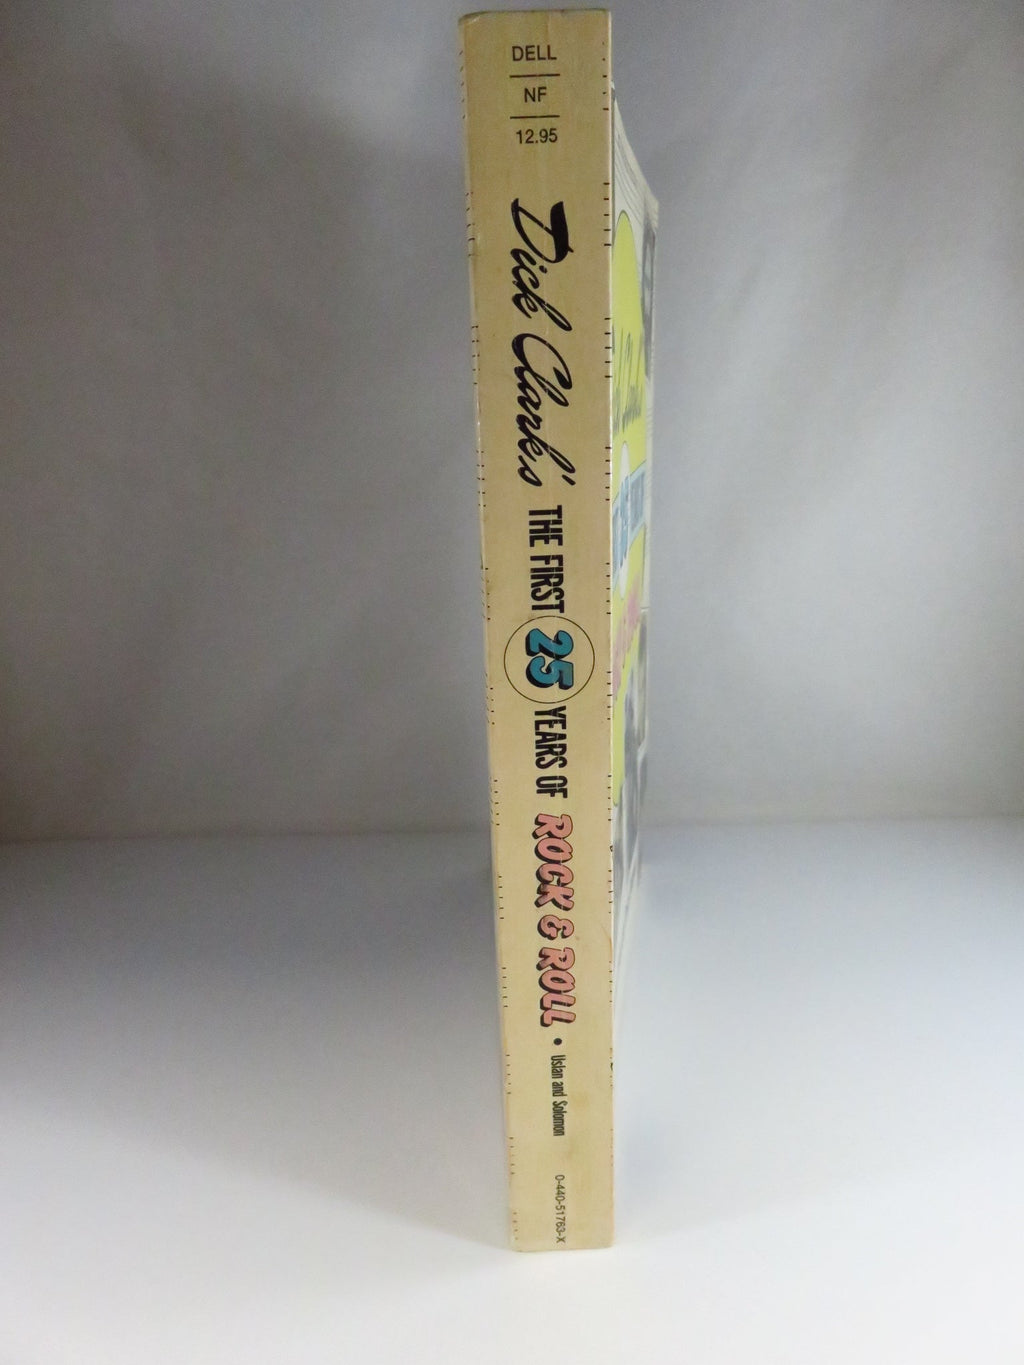 DELL
NF
12.95
Dick Clark's THE FIRST 25 YEARS OF ROCK & ROLL • Uslan and Solomon
0-440-51763-X